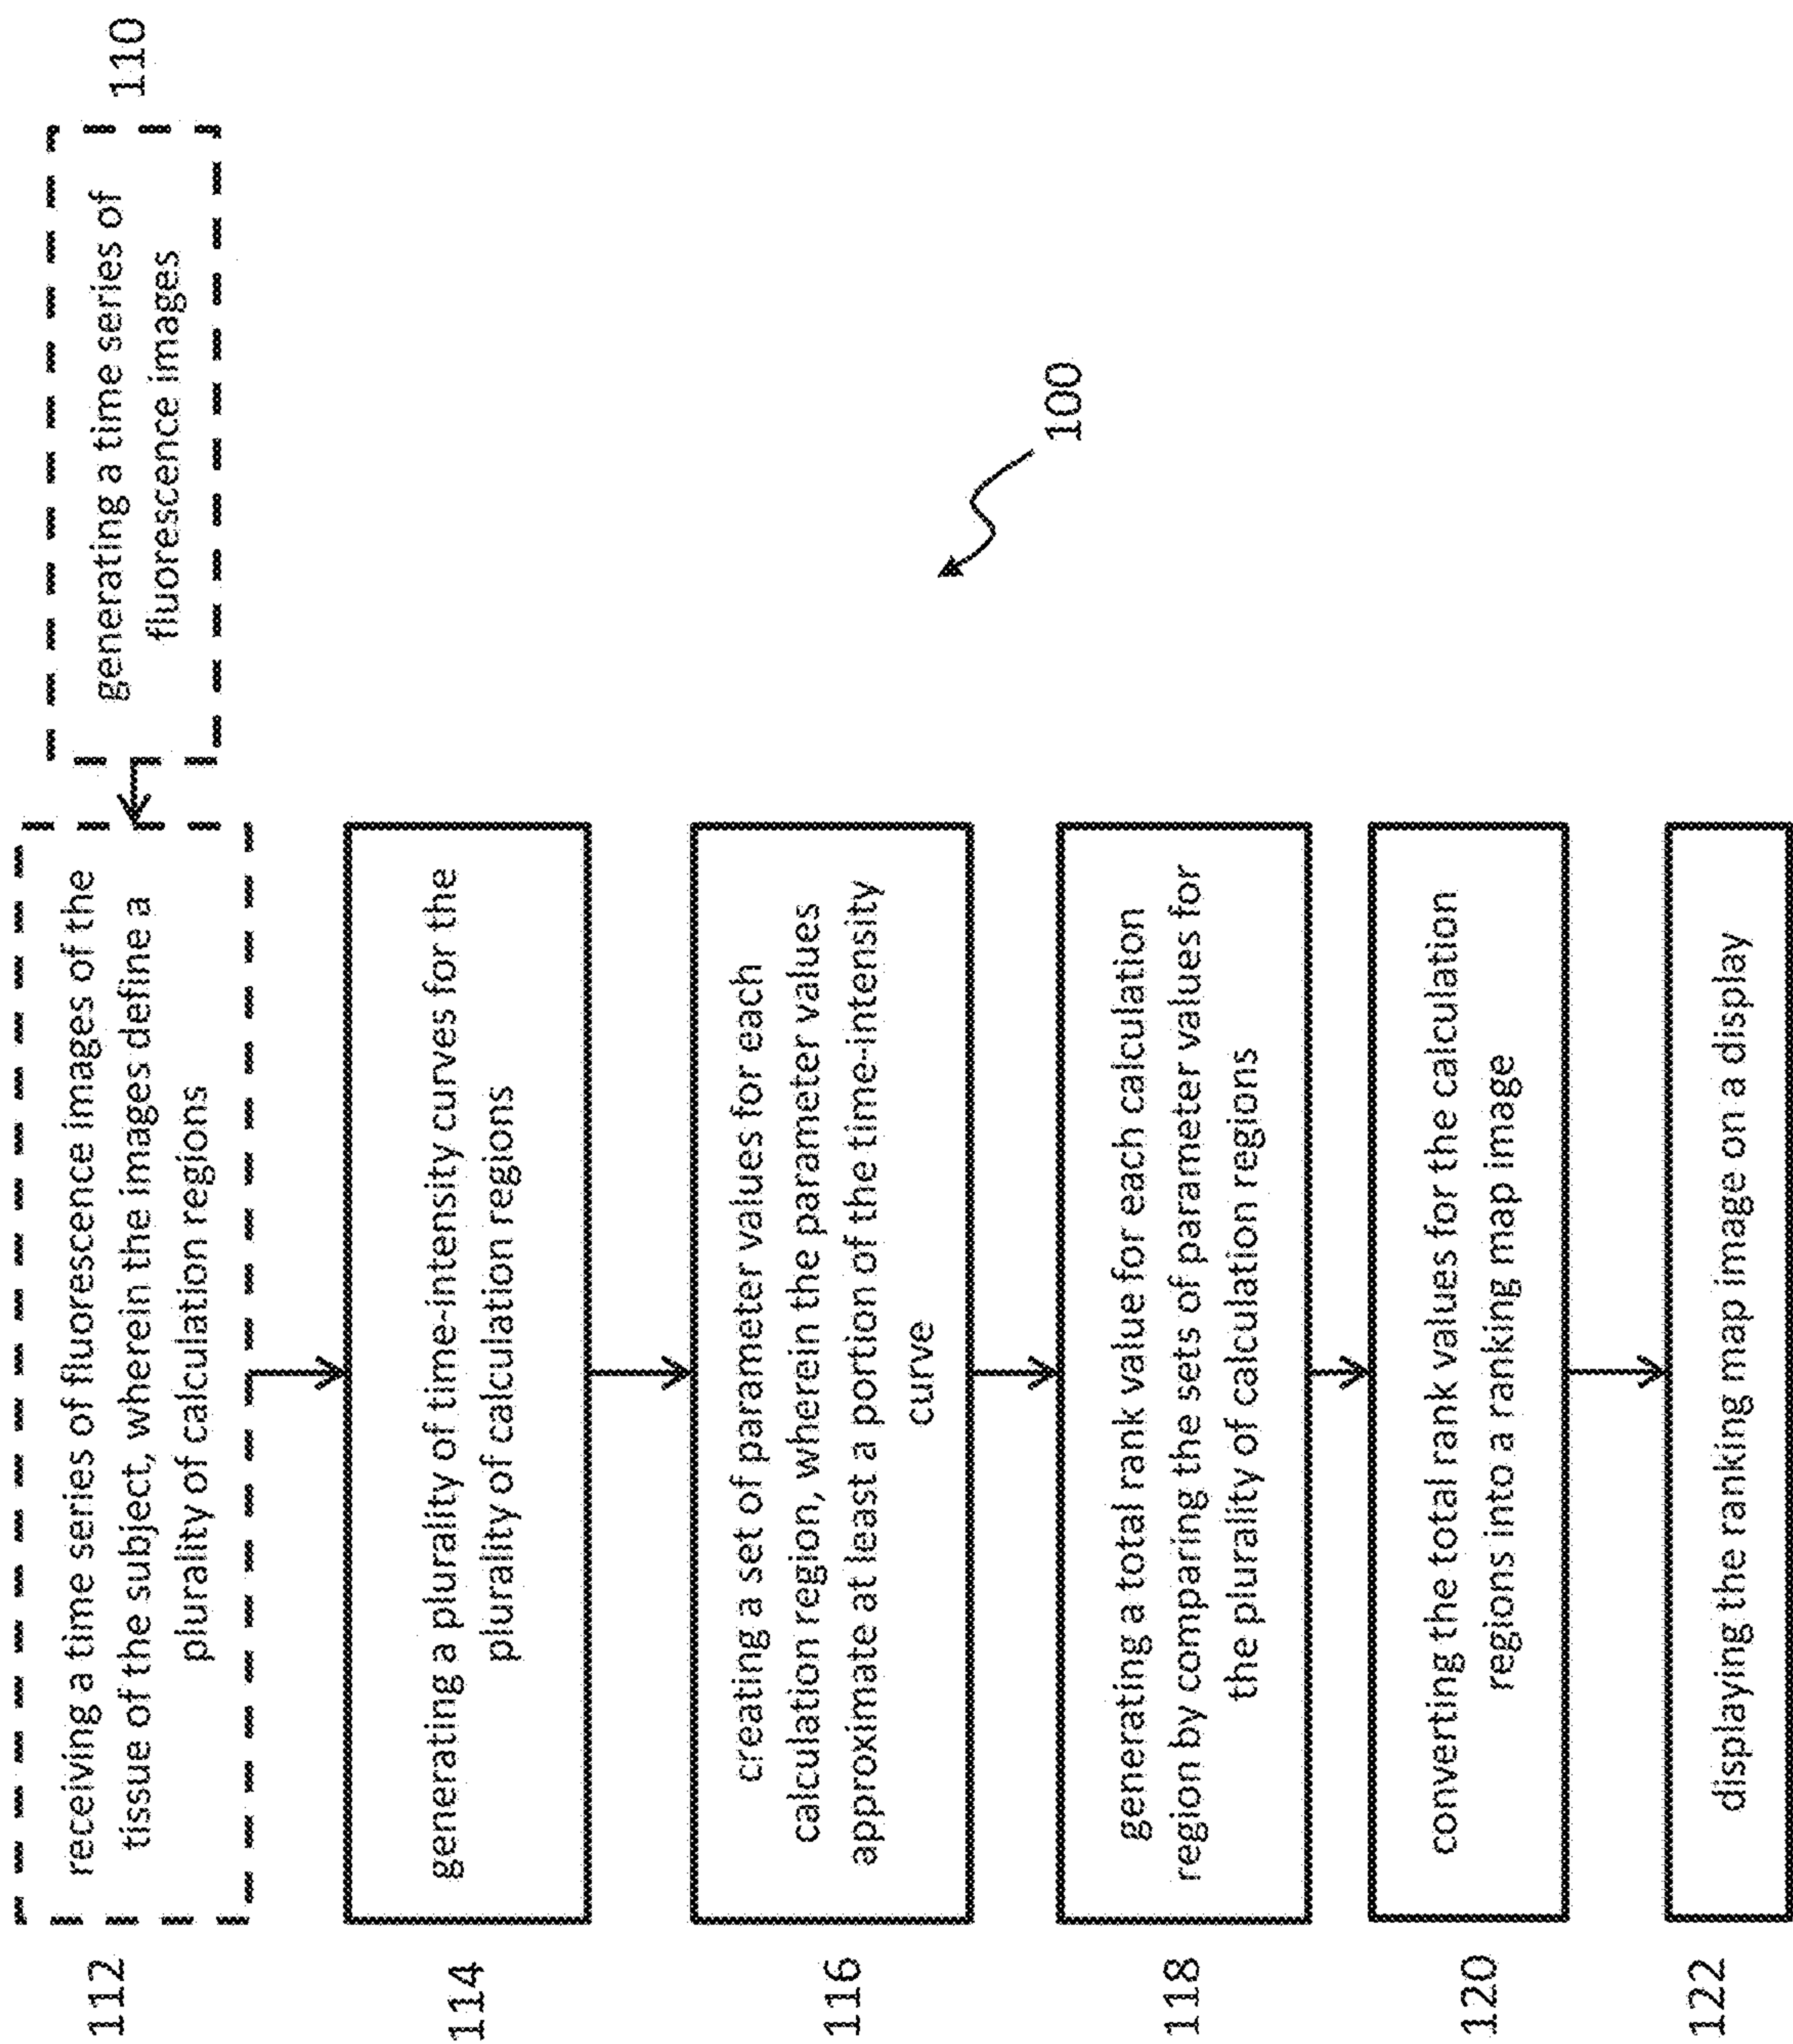 110
generating a time series of
fluorescence images
112
receiving a time series of fluorescence images of the
tissue of the subject, wherein the images define a
plurality of calculation regions
114
generating a plurality of time-intensity curves for the
plurality of calculation regions
116
creating a set of parameter values for each
calculation region, wherein the parameter values
approximate at least a portion of the time-intensity
curve
118
generating a total rank value for each calculation
region by comparing the sets of parameter values for
the plurality of calculation regions
120
converting the total rank values for the calculation
regions into a ranking map image
122
displaying the ranking map image on a display
100